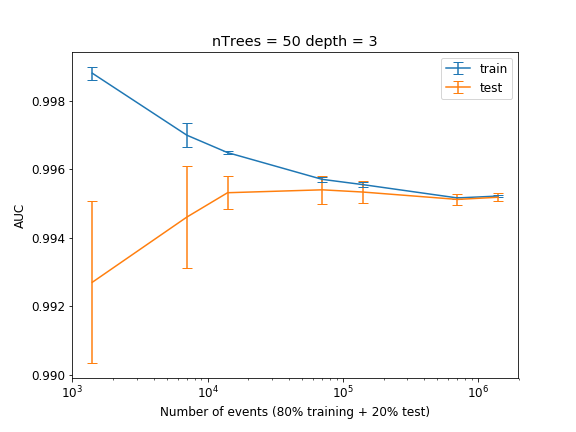 nTrees = 50 depth = 3
train
test
0.998
0.996
0.994
0.992
0.990
AUC
10³
10⁴
10⁵
10⁶
Number of events (80% training + 20% test)